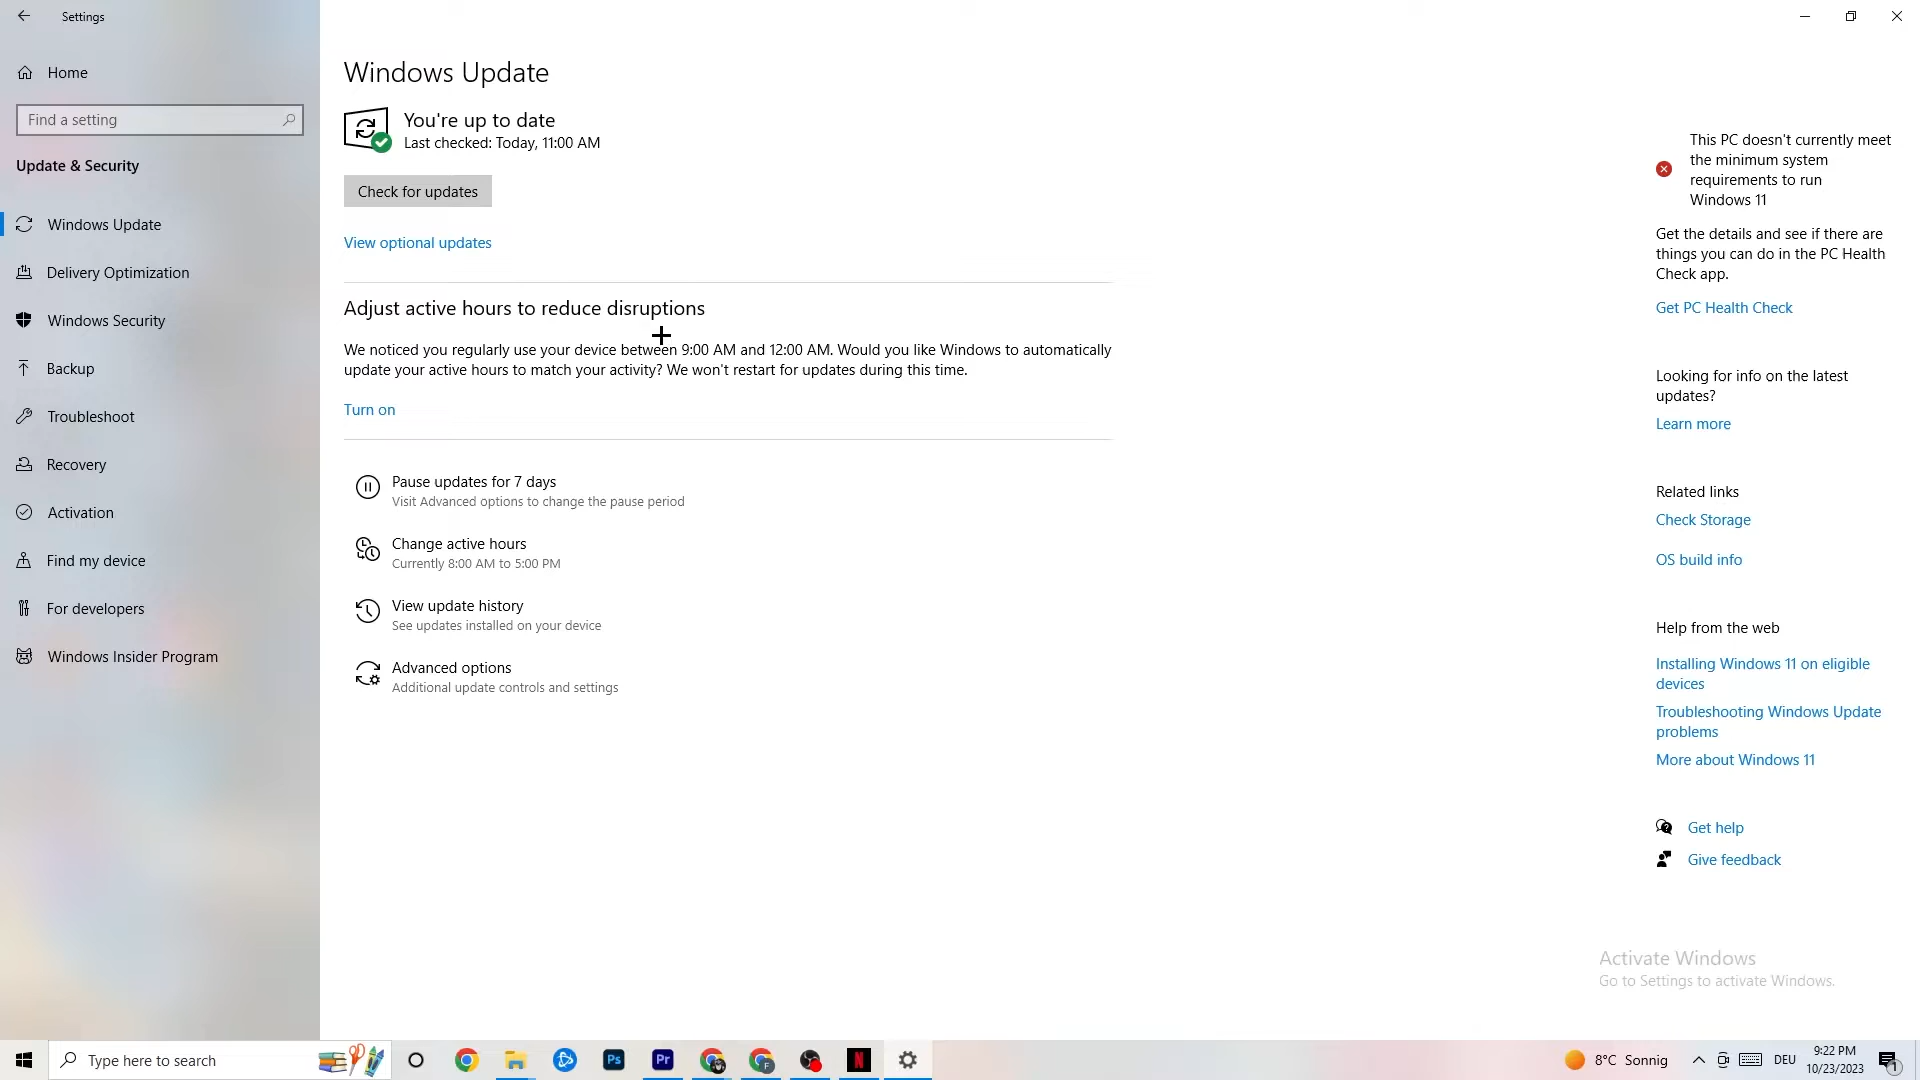 Settings
Home
Find a setting
Update & Security
Windows Update
Delivery Optimization
Windows Security
Backup
Troubleshoot
Recovery
Activation
Find my device
For developers
Windows Insider Program
Windows Update
You're up to date
Last checked: Today, 11:00 AM
Check for updates
View optional updates
Adjust active hours to reduce disruptions
We noticed you regularly use your device between 9:00 AM and 12:00 AM. Would you like Windows to automatically
update your active hours to match your activity? We won't restart for updates during this time.
Turn on
Pause updates for 7 days
Visit Advanced options to change the pause period
Change active hours
Currently 8:00 AM to 5:00 PM
View update history
See updates installed on your device
Advanced options
Additional update controls and settings
This PC doesn't currently meet
the minimum system
requirements to run
Windows 11
Get the details and see if there are
things you can do in the PC Health
Check app.
Get PC Health Check
Looking for info on the latest
updates?
Learn more
Related links
Check Storage
OS build info
Help from the web
Installing Windows 11 on eligible
devices
Troubleshooting Windows Update
problems
More about Windows 11
Get help
Give feedback
Activate Windows
Go to Settings to activate Windows.
Type here to search
Ps
Pr
F
N
8°C Sonnig
DEU
9:22 PM
10/23/2023
1